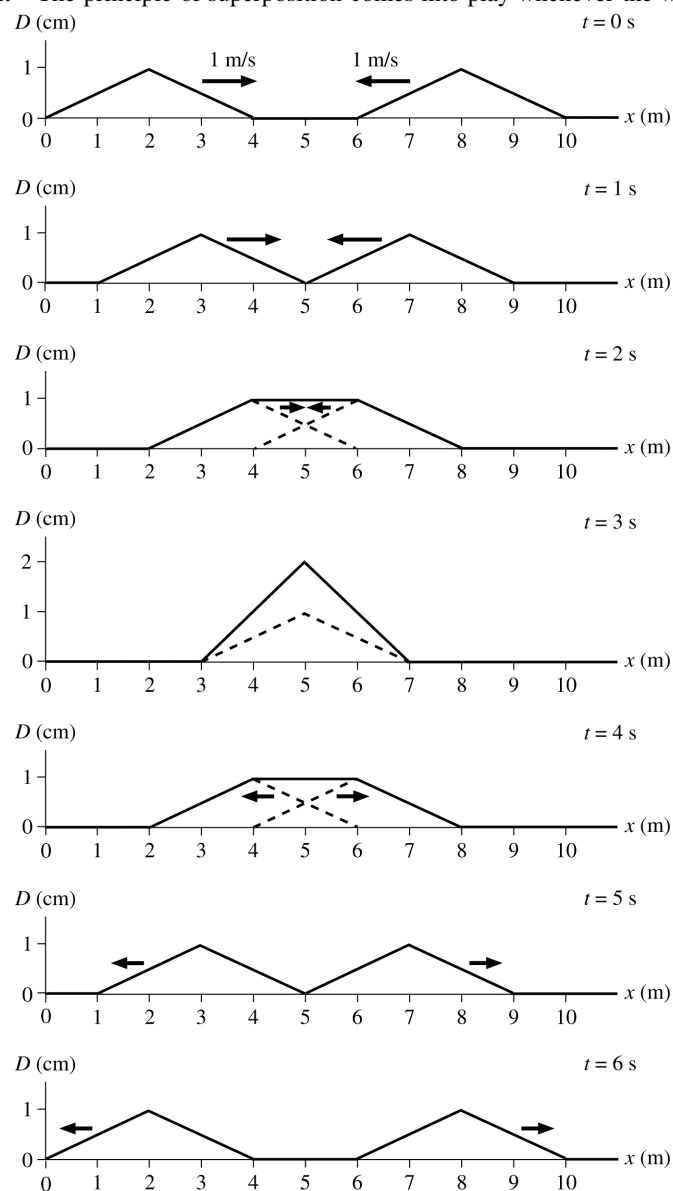 The principle of superposition comes into play whenever the w
D (cm) t = 0 s
1 m/s 1 m/s
1
0 x (m)
0 1 2 3 4 5 6 7 8 9 10
D (cm) t = 1 s
1
0 x (m)
0 1 2 3 4 5 6 7 8 9 10
D (cm) t = 2 s
1
0 x (m)
0 1 2 3 4 5 6 7 8 9 10
D (cm) t = 3 s
2
1
0 x (m)
0 1 2 3 4 5 6 7 8 9 10
D (cm) t = 4 s
1
0 x (m)
0 1 2 3 4 5 6 7 8 9 10
D (cm) t = 5 s
1
0 x (m)
0 1 2 3 4 5 6 7 8 9 10
D (cm) t = 6 s
1
0 x (m)
0 1 2 3 4 5 6 7 8 9 10